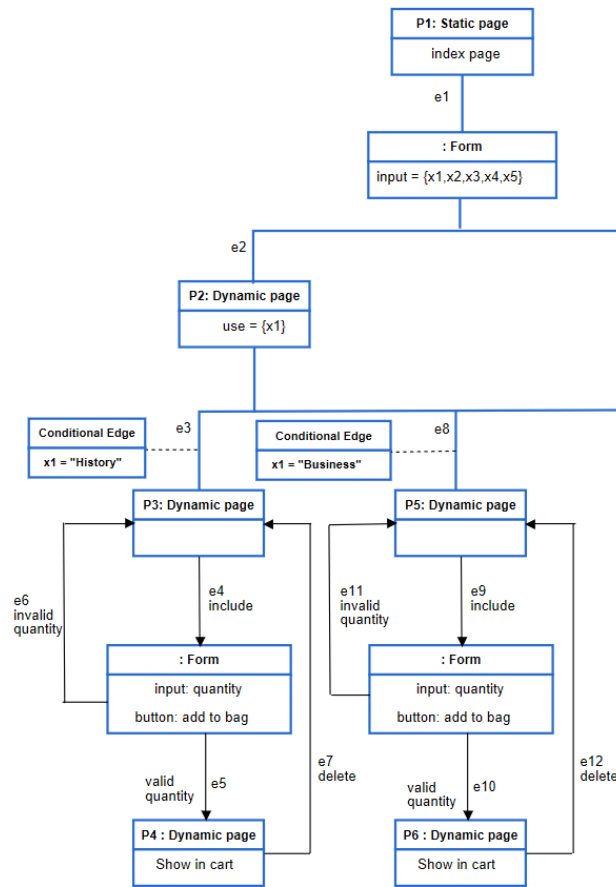 P1: Static page
index page
e1
: Form
input = {x1,x2,x3,x4,x5}
e2
P2: Dynamic page
use = {x1}
Conditional Edge
x1 = "History"
e3
Conditional Edge
x1 = "Business"
e8
P3: Dynamic page
P5: Dynamic page
e6
invalid
quantity
e4
include
e11
invalid
quantity
e9
include
: Form
input: quantity
button: add to bag
: Form
input: quantity
button: add to bag
valid
quantity
e5
e7
delete
valid
quantity
e10
e12
delete
P4 : Dynamic page
Show in cart
P6 : Dynamic page
Show in cart